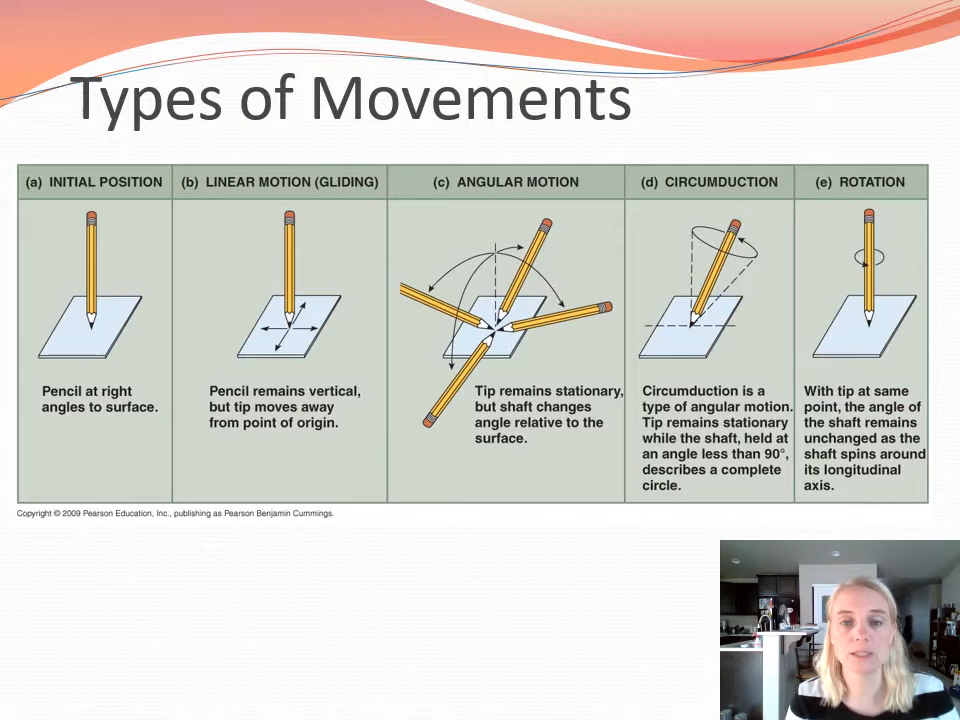 Types of Movements
(a) INITIAL POSITION
(b) LINEAR MOTION (GLIDING)
(c) ANGULAR MOTION
(d) CIRCUMDUCTION
(e) ROTATION
Pencil at right
angles to surface.
Pencil remains vertical,
but tip moves away
from point of origin.
Tip remains stationary,
but shaft changes
angle relative to the
surface.
Circumduction is a
type of angular motion.
Tip remains stationary
while the shaft, held at
an angle less than 90°,
describes a complete
circle.
With tip at same
point, the angle of
the shaft remains
unchanged as the
shaft spins around
its longitudinal
axis.
Copyright © 2009 Pearson Education, Inc., publishing as Pearson Benjamin Cummings.